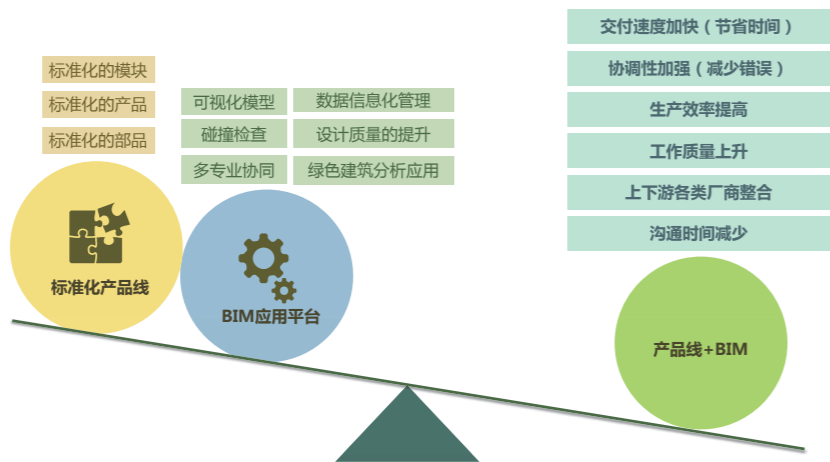 标准化的模块
标准化的产品
标准化的部品
标准化产品线
可视化模型
数据信息化管理
碰撞检查
设计质量的提升
多专业协同
绿色建筑分析应用
BIM应用平台
交付速度加快（节省时间）
协调性加强（减少错误）
生产效率提高
工作质量上升
上下游各类厂商整合
沟通时间减少
产品线+BIM